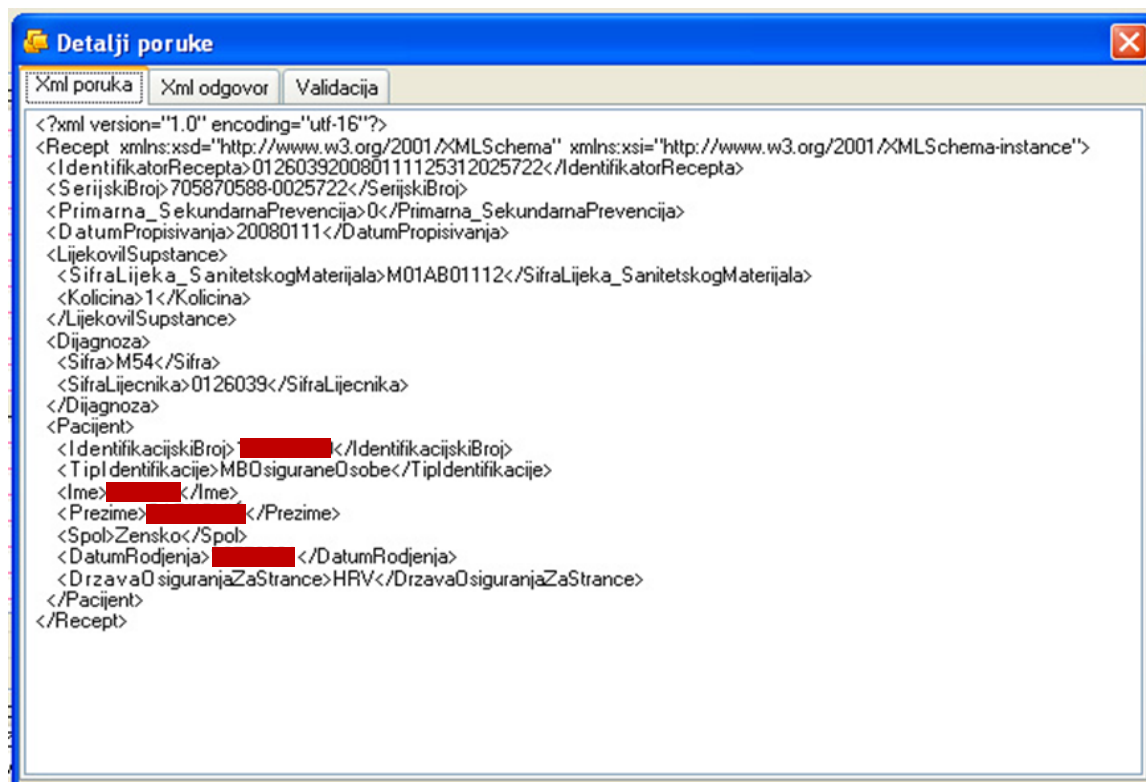 Detalji poruke
Xml poruka Xml odgovor Validacija
<?xml version="1.0" encoding="utf-16"?>
<Recept xmlns:xsd="http://www.w3.org/2001/XMLSchema" xmlns:xsi="http://www.w3.org/2001/XMLSchema-instance">
<IdentifikatorRecepta>01260392008011112531202­5722</IdentifikatorRecepta>
<SerijskiBroj>705870588-0025722</SerijskiBroj>
<Primarna_SekundarnaPrevencija>0</Primarna_SekundarnaPrevencija>
<DatumPropisivanja>20080111</DatumPropisivanja>
<LijekoviISupstance>
<SifraLijeka_SanitetskogMaterijala>M01AB01112</SifraLijeka_SanitetskogMaterijala>
<Kolicina>1</Kolicina>
</LijekoviISupstance>
<Dijagnoza>
<Sifra>M54</Sifra>
<SifraLijecnika>0126039</SifraLijecnika>
</Dijagnoza>
<Pacijent>
<IdentifikacijskiBroj></IdentifikacijskiBroj>
<TipIdentifikacije>MBOsiguraneOsobe</TipIdentifikacije>
<Ime></Ime>
<Prezime></Prezime>
<Spol>Zensko</Spol>
<DatumRodjenja></DatumRodjenja>
<DrzavaOsiguranjaZaStrance>HRV</DrzavaOsiguranjaZaStrance>
</Pacijent>
</Recept>